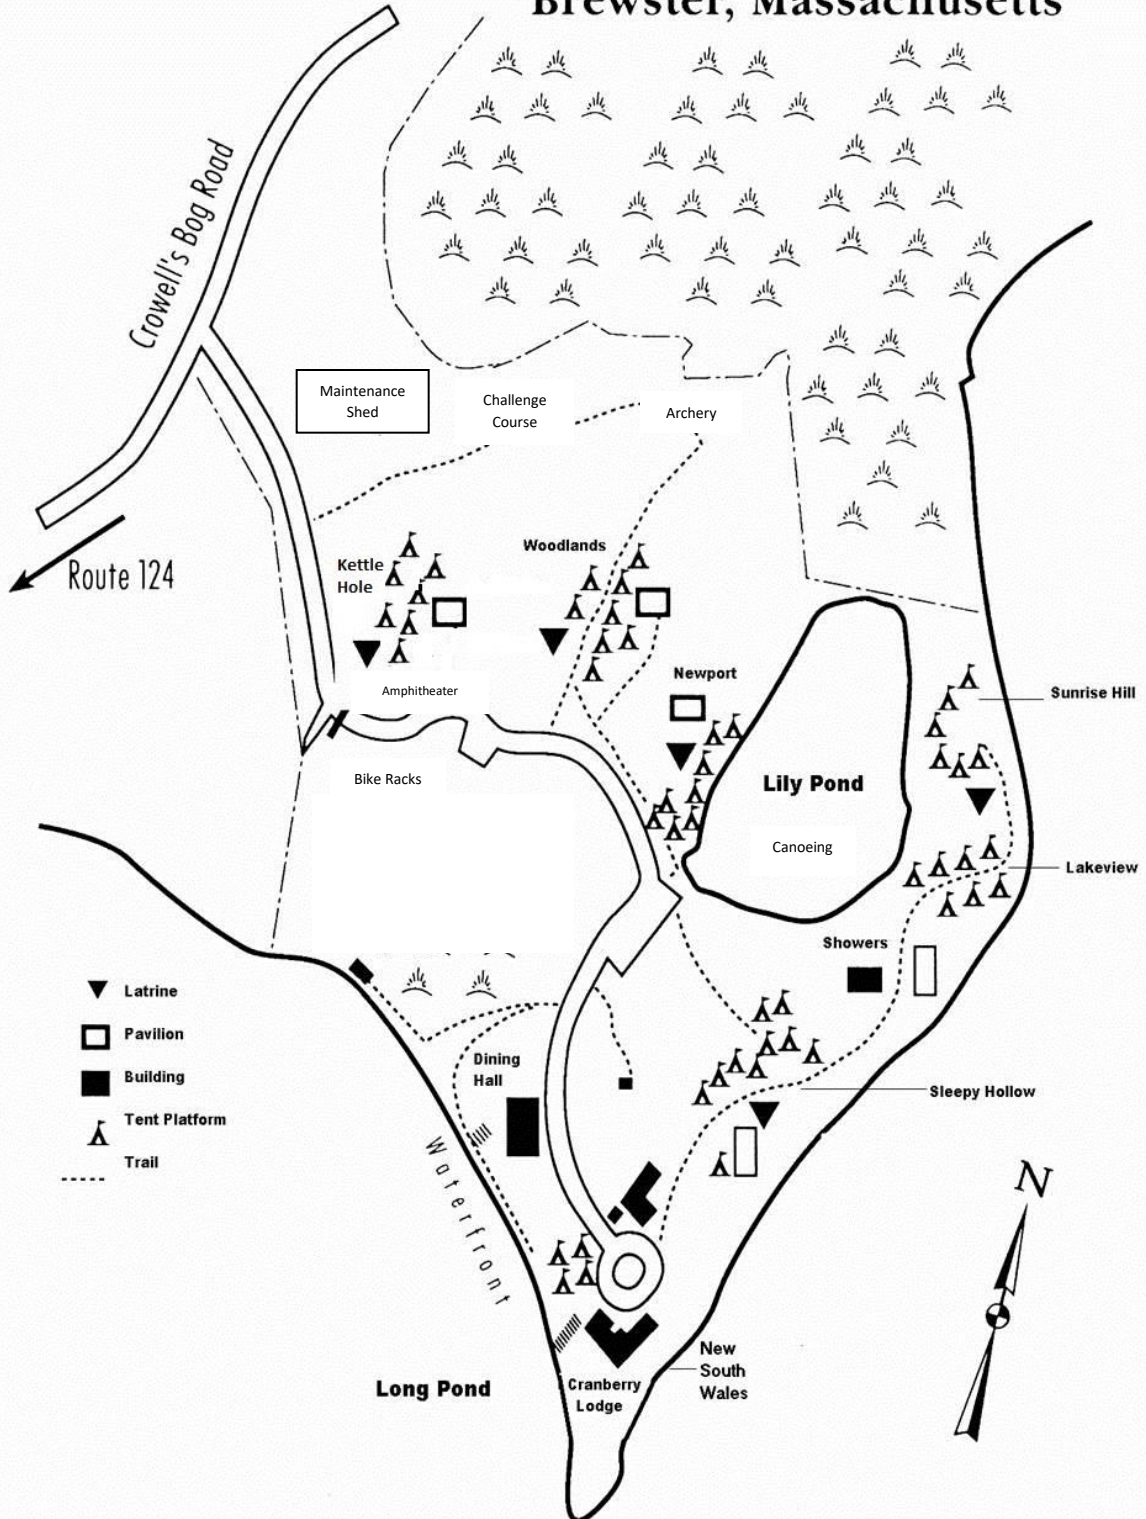 Brewster, Massachusetts
Crowell's Bog Road
Maintenance
Shed
Challenge
Course
Archery
Route 124
Kettle
Hole
Woodlands
Amphitheater
Newport
Sunrise Hill
Bike Racks
Lily Pond
Canoeing
Lakeview
Showers
Latrine
Pavilion
Building
Tent Platform
Trail
Dining
Hall
Sleepy Hollow
Waterfront
N
New
South
Wales
Long Pond
Cranberry
Lodge